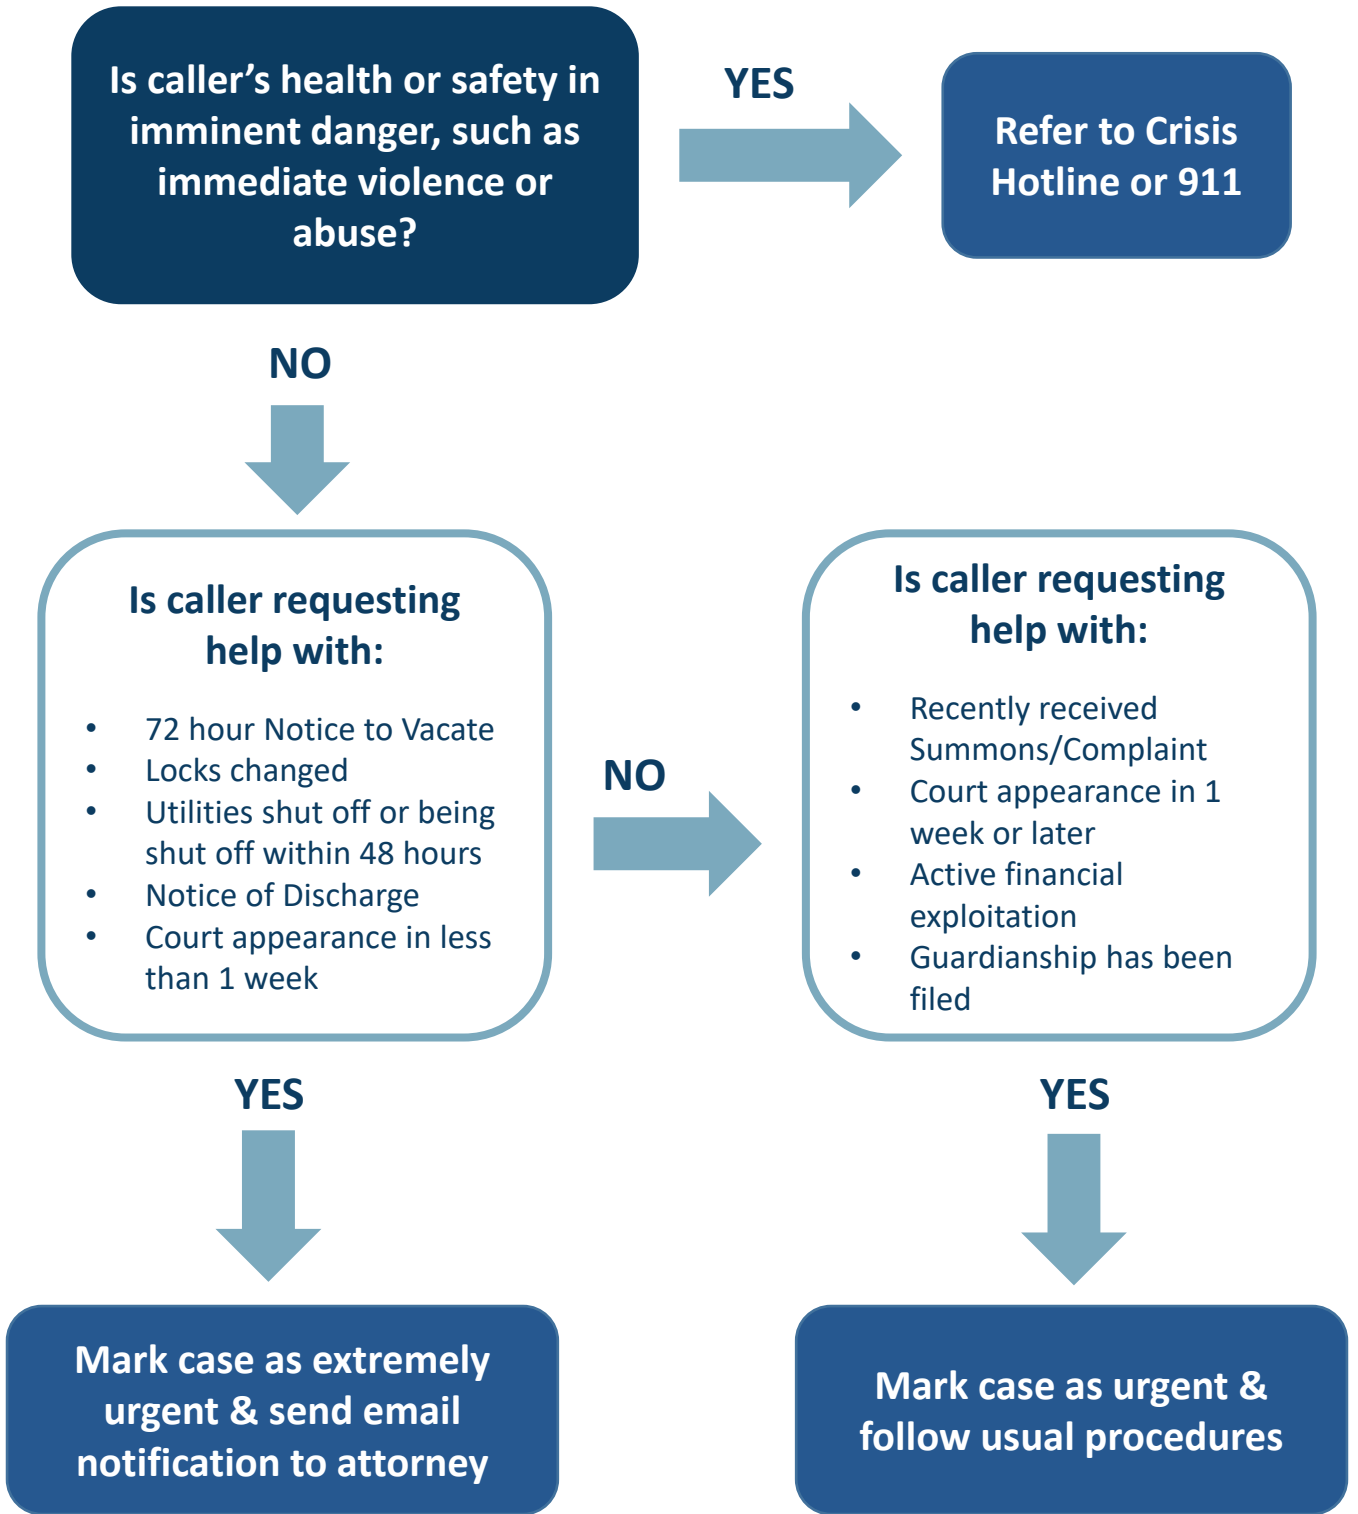 Is caller’s health or safety in
imminent danger, such as
immediate violence or
abuse?
YES
Refer to Crisis
Hotline or 911
NO
Is caller requesting
help with:
• 72 hour Notice to Vacate
• Locks changed
• Utilities shut off or being
shut off within 48 hours
• Notice of Discharge
• Court appearance in less
than 1 week
NO
Is caller requesting
help with:
• Recently received
Summons/Complaint
• Court appearance in 1
week or later
• Active financial
exploitation
• Guardianship has been
filed
YES
Mark case as extremely
urgent & send email
notification to attorney
YES
Mark case as urgent &
follow usual procedures